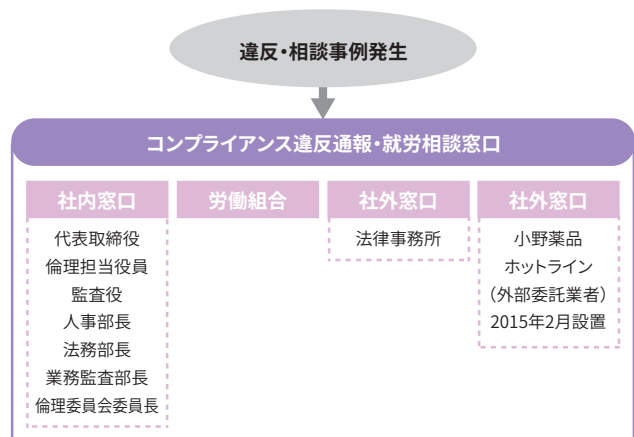 違反・相談事例発生
コンプライアンス違反通報・就労相談窓口
社内窓口
代表取締役
倫理担当役員
監査役
人事部長
法務部長
業務監査部長
倫理委員会委員長
労働組合
社外窓口
法律事務所
社外窓口
小野薬品
ホットライン
（外部委託業者）
2015年2月設置